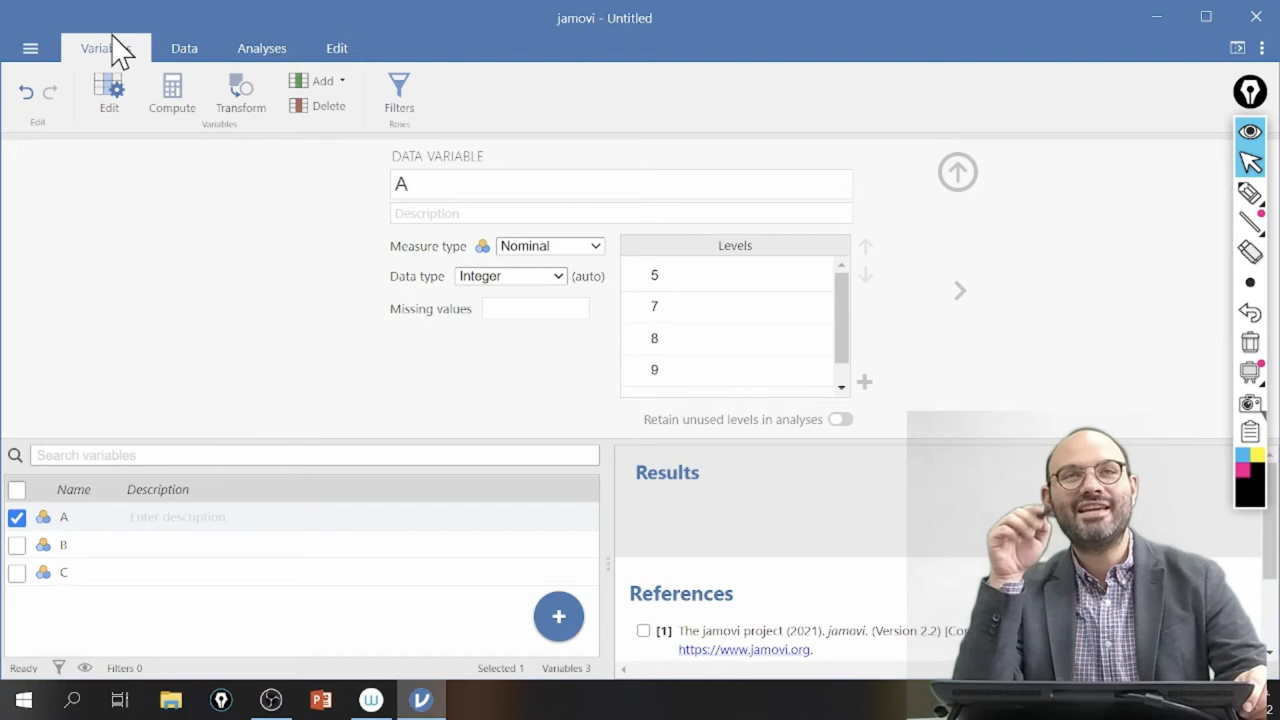 jamovi - Untitled
Variables Data Analyses Edit
Edit Compute Transform Add Delete Filters
Edit Variables Rows
DATA VARIABLE
A
Description
Measure type Nominal
Data type Integer (auto)
Missing values
Levels
5
7
8
9
Retain unused levels in analyses
Search variables
Name Description
A Enter description
B
C
Ready Filters 0 Selected 1 Variables 3
Results
References
[1] The jamovi project (2021). jamovi. (Version 2.2)
https://www.jamovi.org.